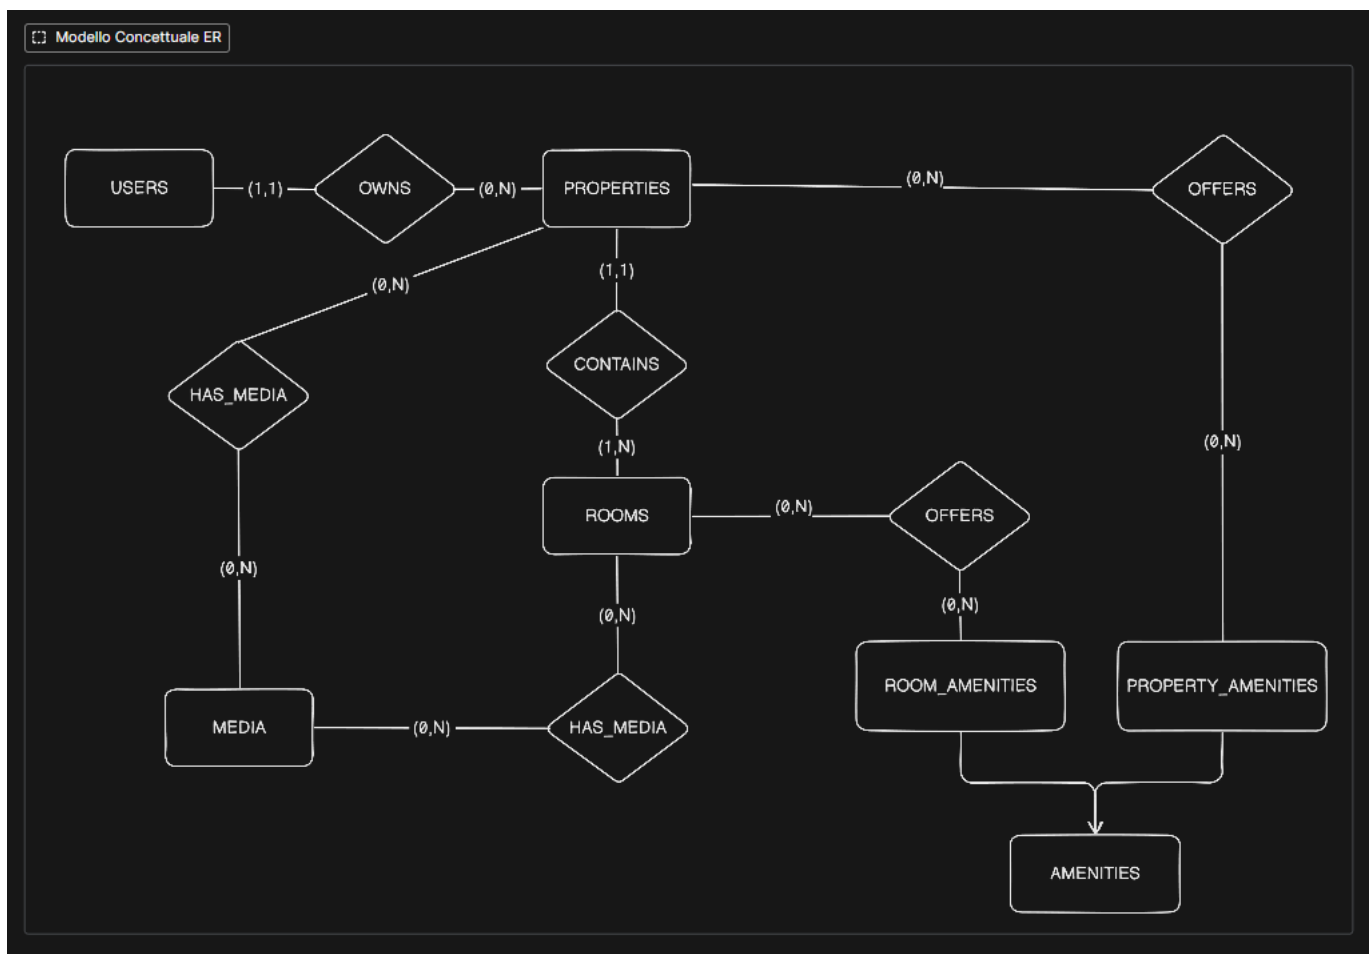 Modello Concettuale ER
USERS
(1,1)
OWNS
(0,N)
PROPERTIES
(0,N)
OFFERS
(0,N)
(1,1)
HAS_MEDIA
CONTAINS
(1,N)
(0,N)
ROOMS
(0,N)
OFFERS
(0,N)
(0,N)
(0,N)
ROOM_AMENITIES
PROPERTY_AMENITIES
MEDIA
(0,N)
HAS_MEDIA
AMENITIES